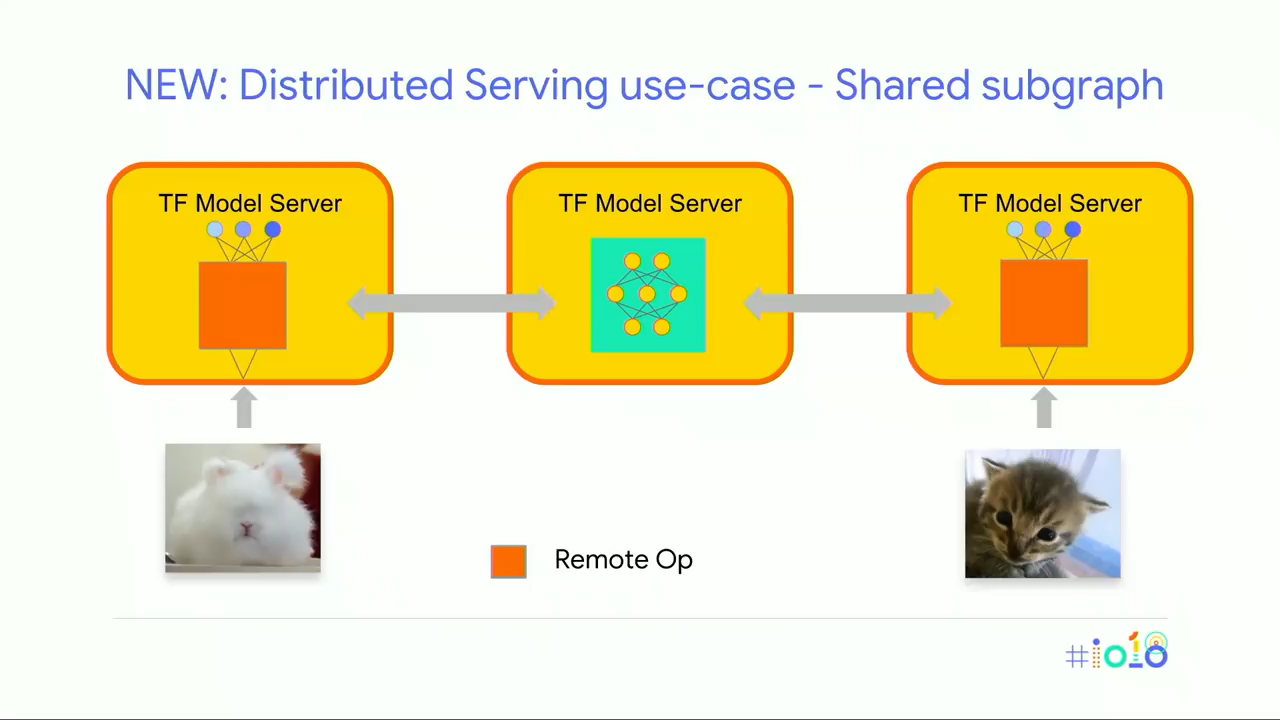 NEW: Distributed Serving use-case - Shared subgraph
TF Model Server
TF Model Server
TF Model Server
Remote Op
#io18